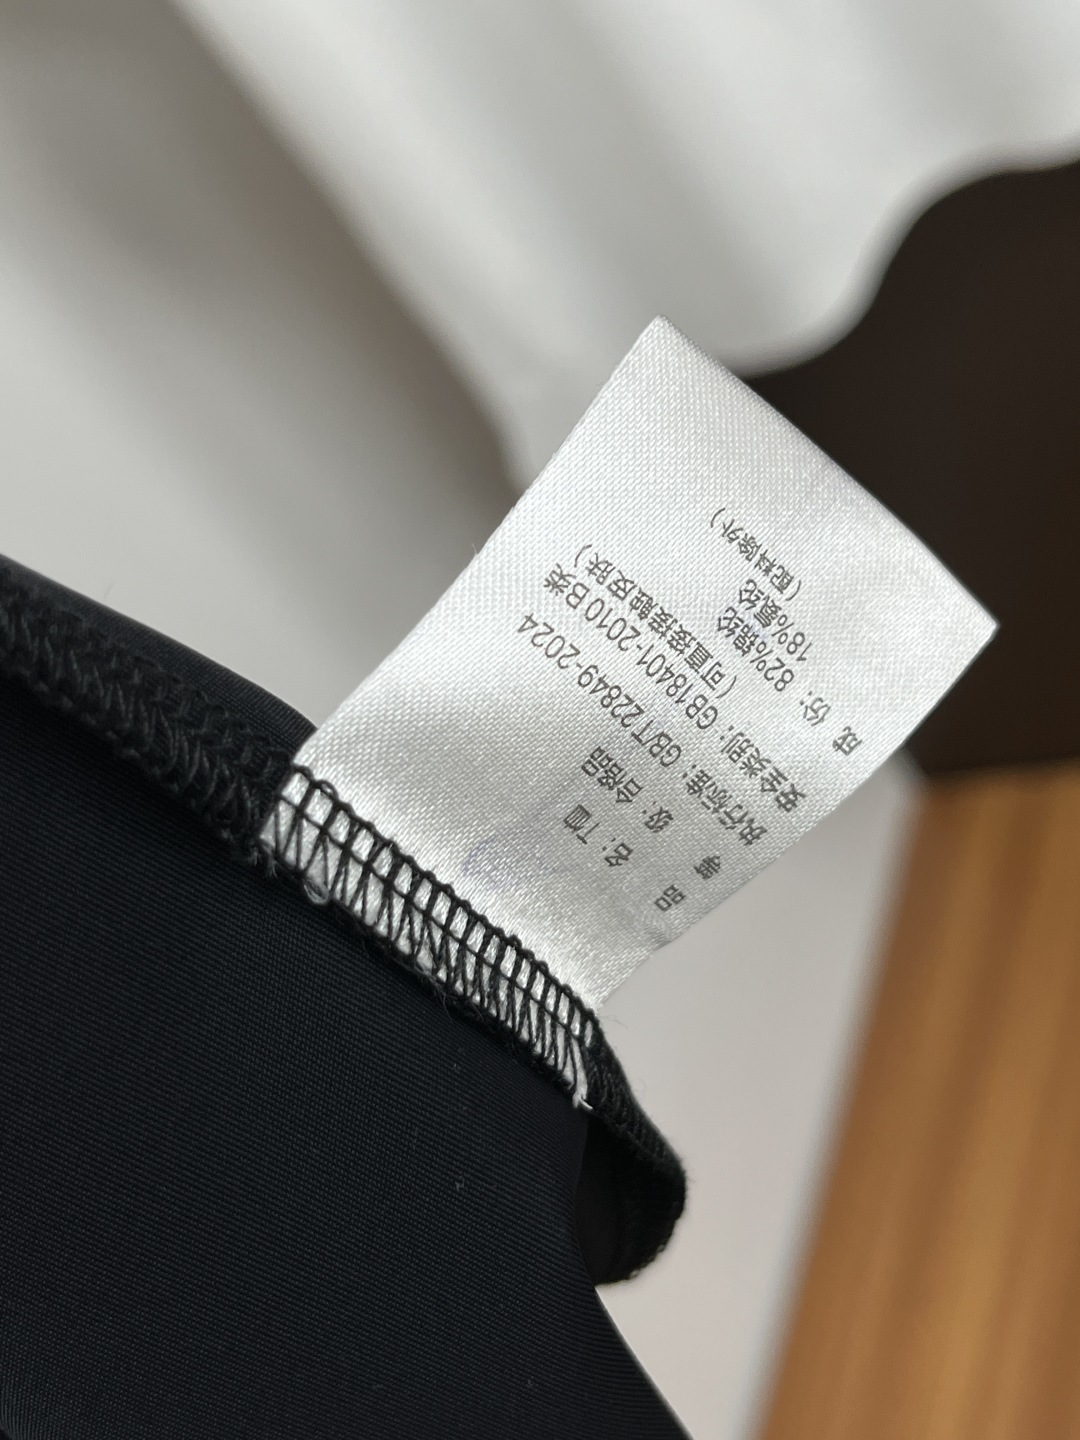 品 名：T恤
等 级：合格品
执行标准：GB/T 22849-2024
安全类别：GB18401-2010 B类
（可直接接触皮肤）
成 份：82%锦纶
18%氨纶
（配料除外）